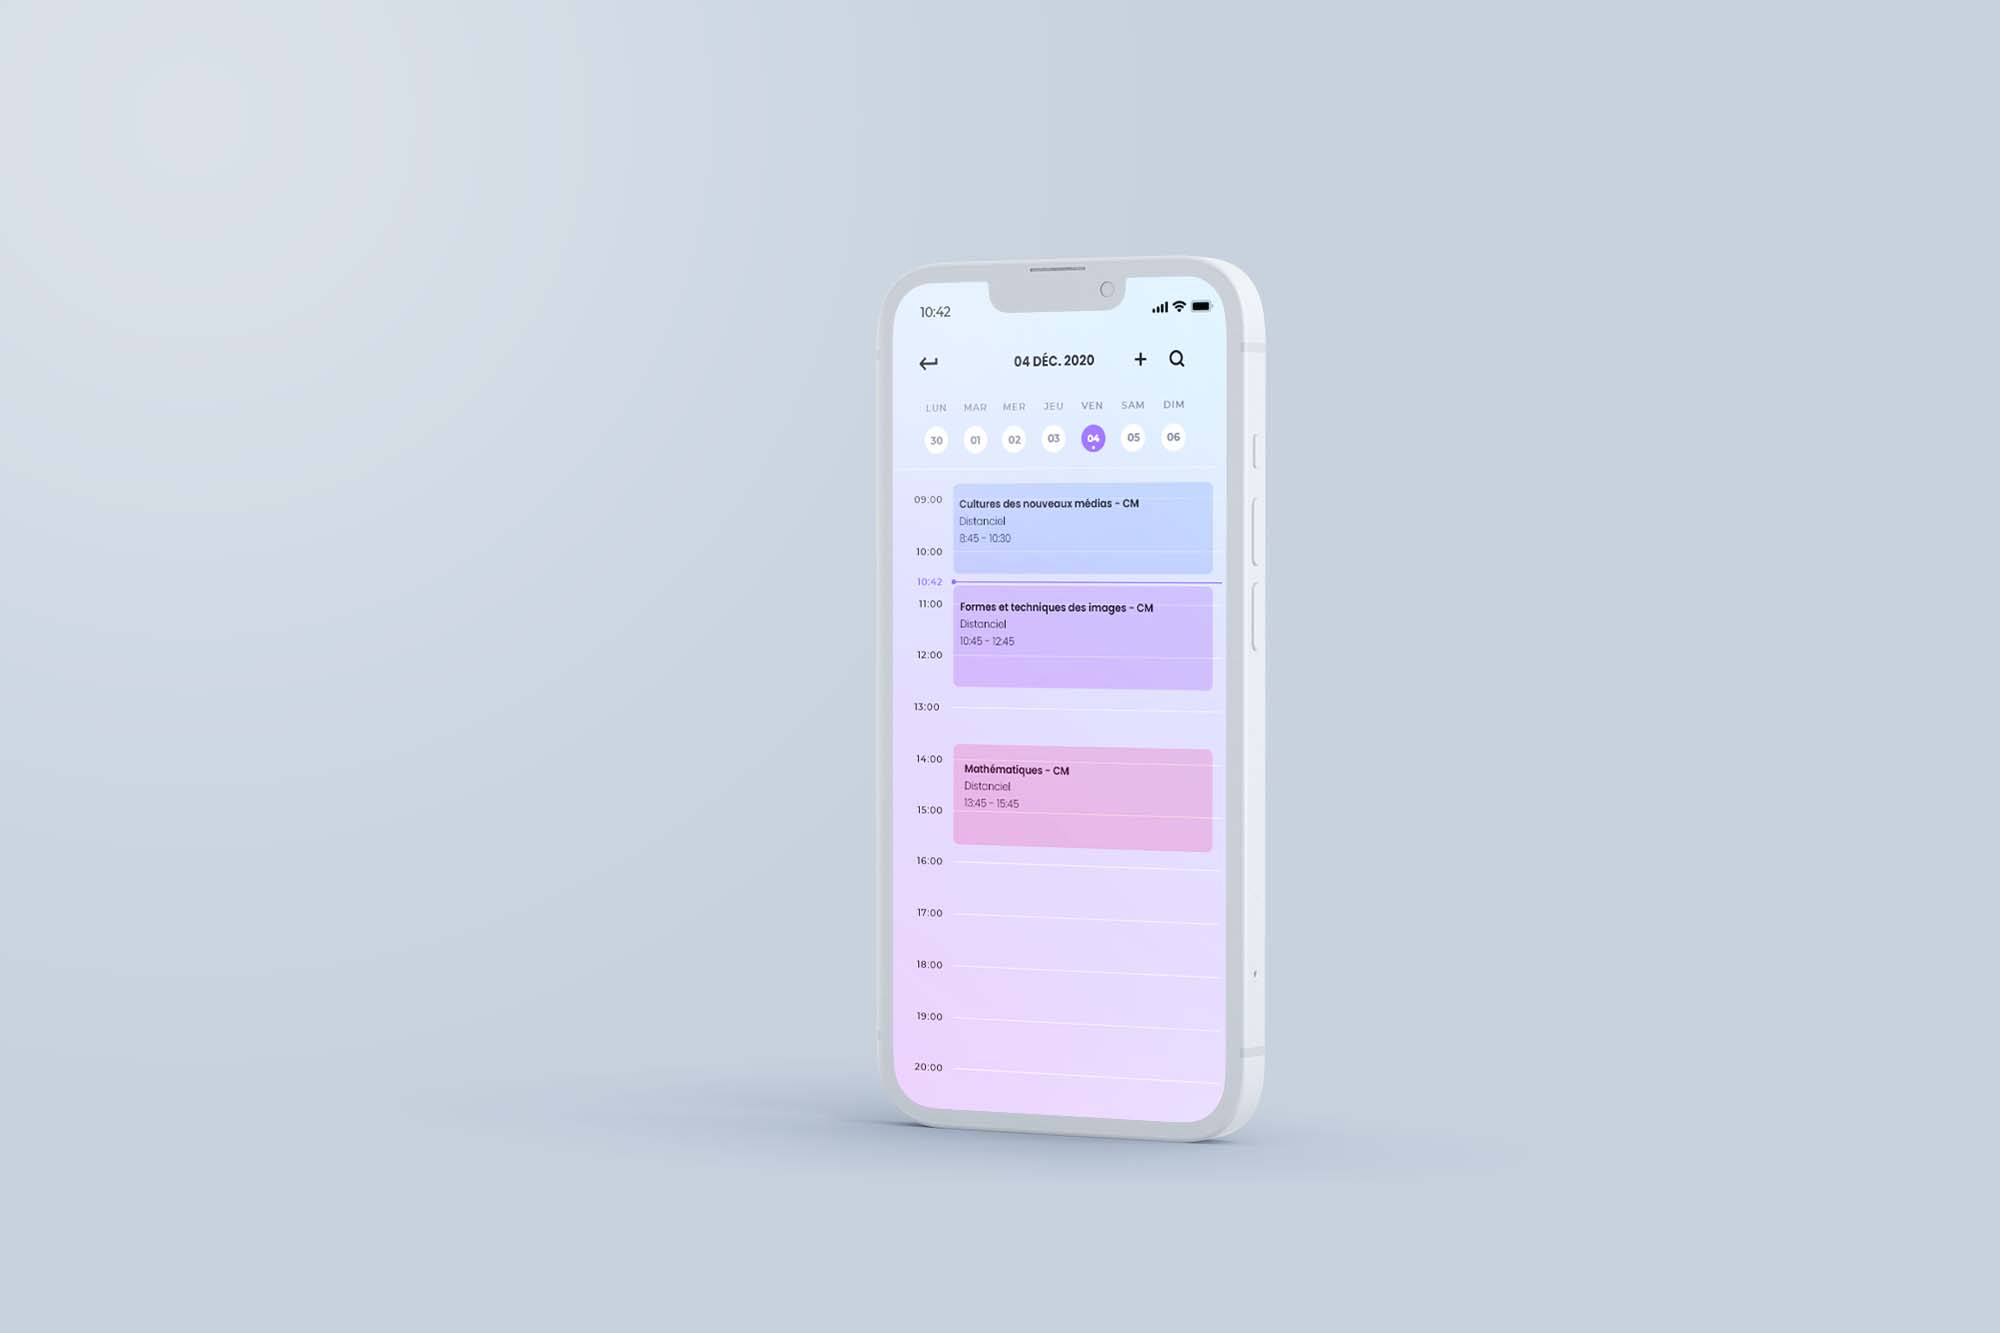 10:42
04 DÉC. 2020
LUN MAR MER JEU VEN SAM DIM
30 01 02 03 04 05 06
09:00
Cultures des nouveaux médias - CM
Distanciel
8:45 - 10:30
10:00
10:42
11:00
Formes et techniques des images - CM
Distanciel
10:45 - 12:45
12:00
13:00
14:00
Mathématiques - CM
Distanciel
13:45 - 15:45
15:00
16:00
17:00
18:00
19:00
20:00